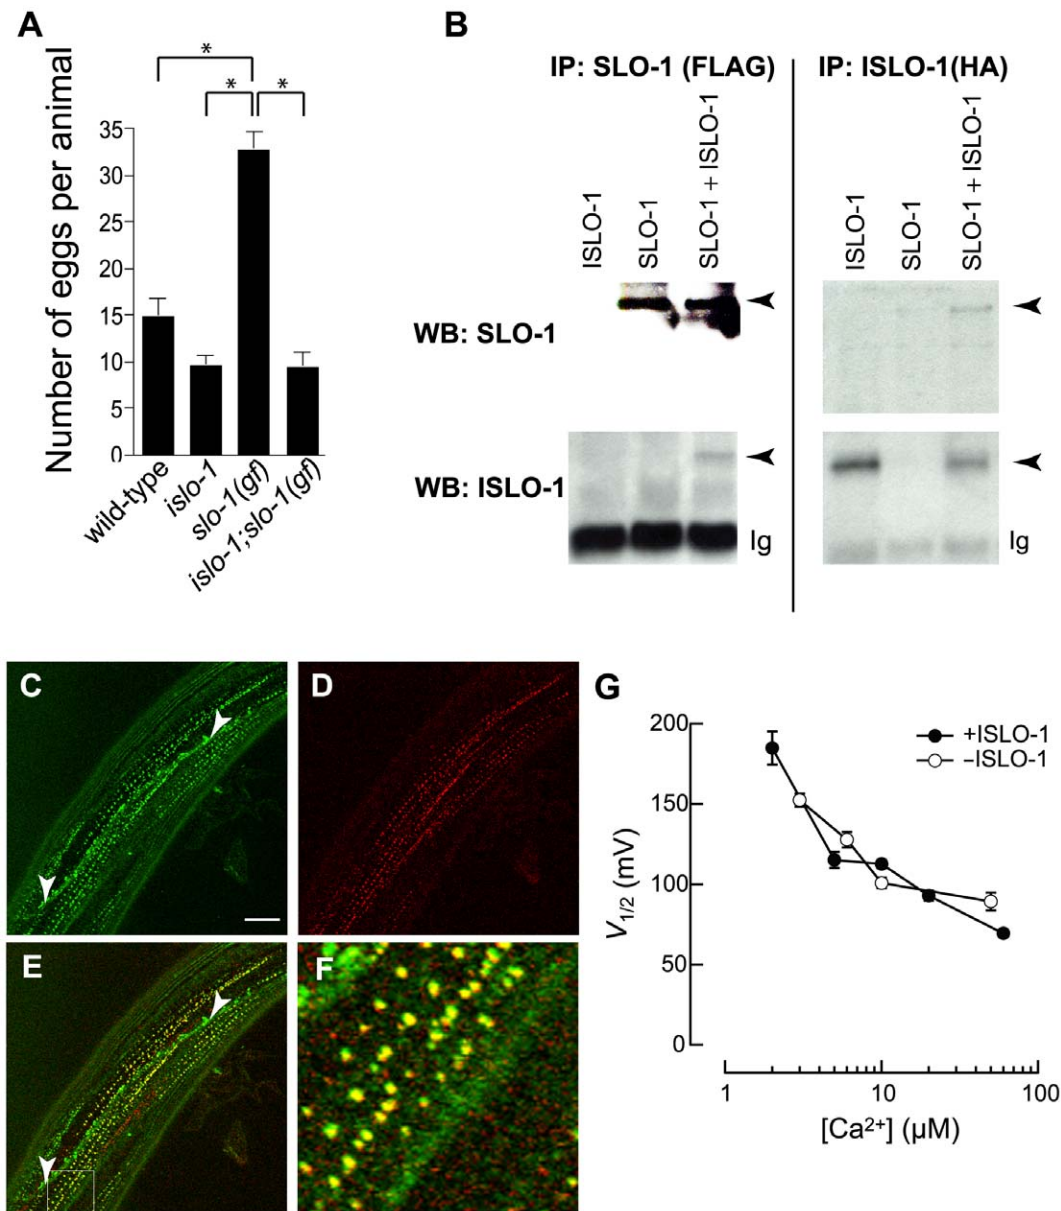 A
Number of eggs per animal
35
30
25
20
15
10
5
0
*
*
*
wild-type
islo-1
slo-1(gf)
islo-1;slo-1(gf)
B
IP: SLO-1 (FLAG)
IP: ISLO-1(HA)
ISLO-1
SLO-1
SLO-1 + ISLO-1
ISLO-1
SLO-1
SLO-1 + ISLO-1
WB: SLO-1
WB: ISLO-1
Ig
Ig
C
D
E
F
G
+ISLO-1
–ISLO-1
V1/2 (mV)
200
150
100
50
0
1
10
100
[Ca²⁺] (µM)